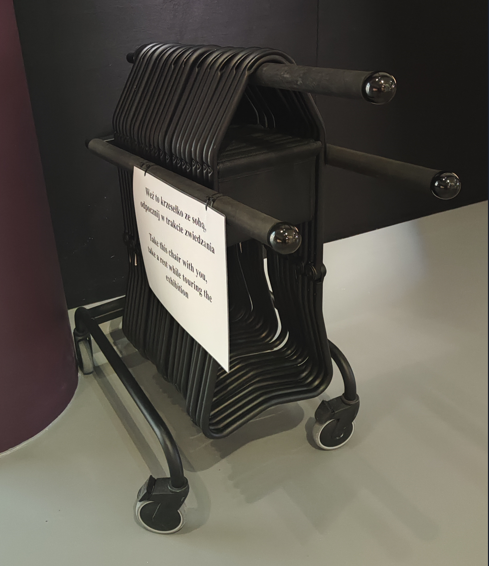 Weź to krzesełko ze sobą,
odpocznij w trakcie zwiedzania
Take this chair with you,
take a rest while touring the
exhibition